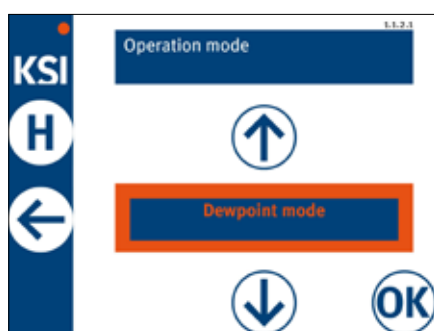 1.1.2.1
Operation mode
KSI
H
Dewpoint mode
OK